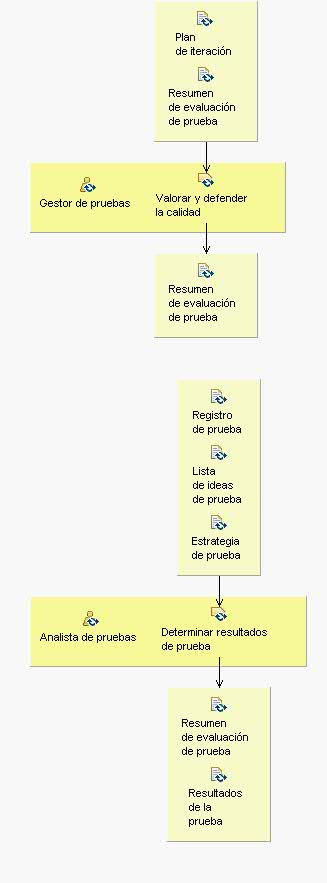 Plan
de iteración
Resumen
de evaluación
de prueba
Gestor de pruebas
Valorar y defender
la calidad
Resumen
de evaluación
de prueba
Registro
de prueba
Lista
de ideas
de prueba
Estrategia
de prueba
Analista de pruebas
Determinar resultados
de prueba
Resumen
de evaluación
de prueba
Resultados
de la
prueba